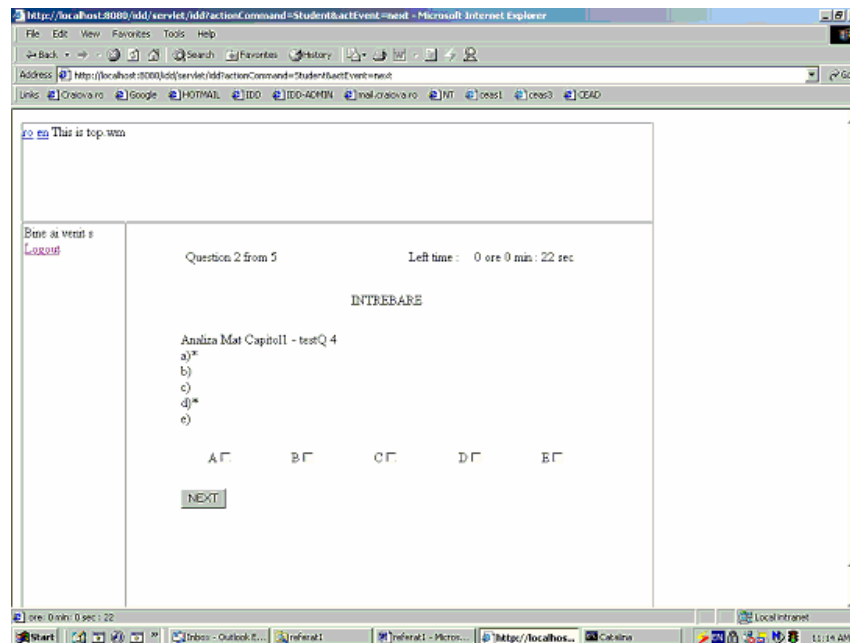 http://localhost:8080/idd/servlet/idd?actionCommand=Student&actEvent=next - Microsoft Internet Explorer
File Edit View Favorites Tools Help
Back Search Favorites History
Address http://localhost:8080/idd/servlet/idd?actionCommand=Student&actEvent=next Go
Links Craiova.ro Google HOTMAIL IDD IDD-ADMIN mail.craiova.ro NT ceas1 ceas3 CEAD
ro en This is top.wm
Bine ai venit s
Logout
Question 2 from 5 Left time : 0 ore 0 min : 22 sec
INTREBARE
Analiza Mat Capitol1 - testQ 4
a)*
b)
c)
d)*
e)
A B C D E
NEXT
ore: 0 min: 0 sec : 22 Local intranet
Start Inbox - Outlook E... referat1 referat1 - Micros... http://localhos... Catalina 11:14 AM